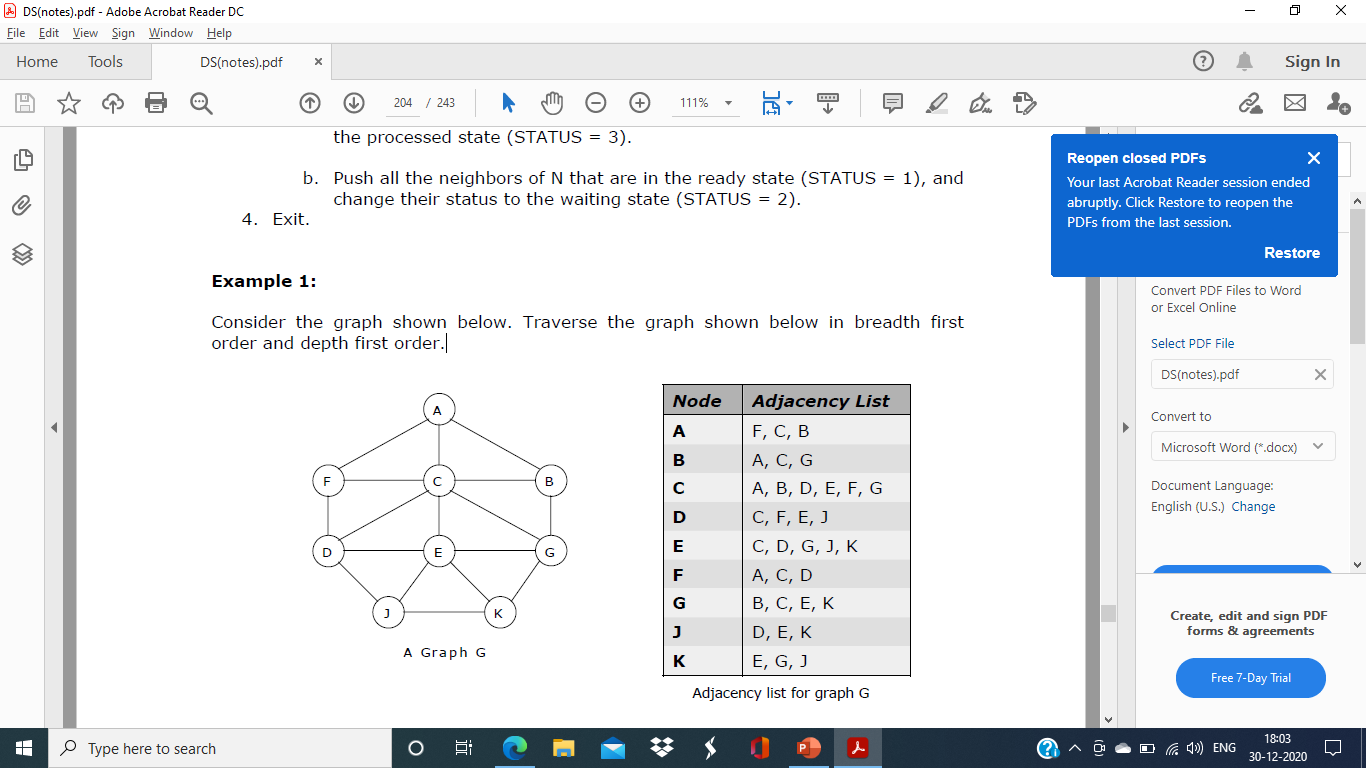 DS(notes).pdf - Adobe Acrobat Reader DC
File Edit View Sign Window Help
Home Tools DS(notes).pdf × ? Sign In
204 / 243 111%
the processed state (STATUS = 3).
b. Push all the neighbors of N that are in the ready state (STATUS = 1), and
change their status to the waiting state (STATUS = 2).
4. Exit.
Example 1:
Consider the graph shown below. Traverse the graph shown below in breadth first
order and depth first order.
A
F C B
D E G
J K
A Graph G
Node Adjacency List
A F, C, B
B A, C, G
C A, B, D, E, F, G
D C, F, E, J
E C, D, G, J, K
F A, C, D
G B, C, E, K
J D, E, K
K E, G, J
Adjacency list for graph G
Reopen closed PDFs
Your last Acrobat Reader session ended
abruptly. Click Restore to reopen the
PDFs from the last session.
Restore
Convert PDF Files to Word
or Excel Online
Select PDF File
DS(notes).pdf
Convert to
Microsoft Word (*.docx)
Document Language:
English (U.S.) Change
Create, edit and sign PDF
forms & agreements
Free 7-Day Trial
Type here to search
ENG
18:03
30-12-2020